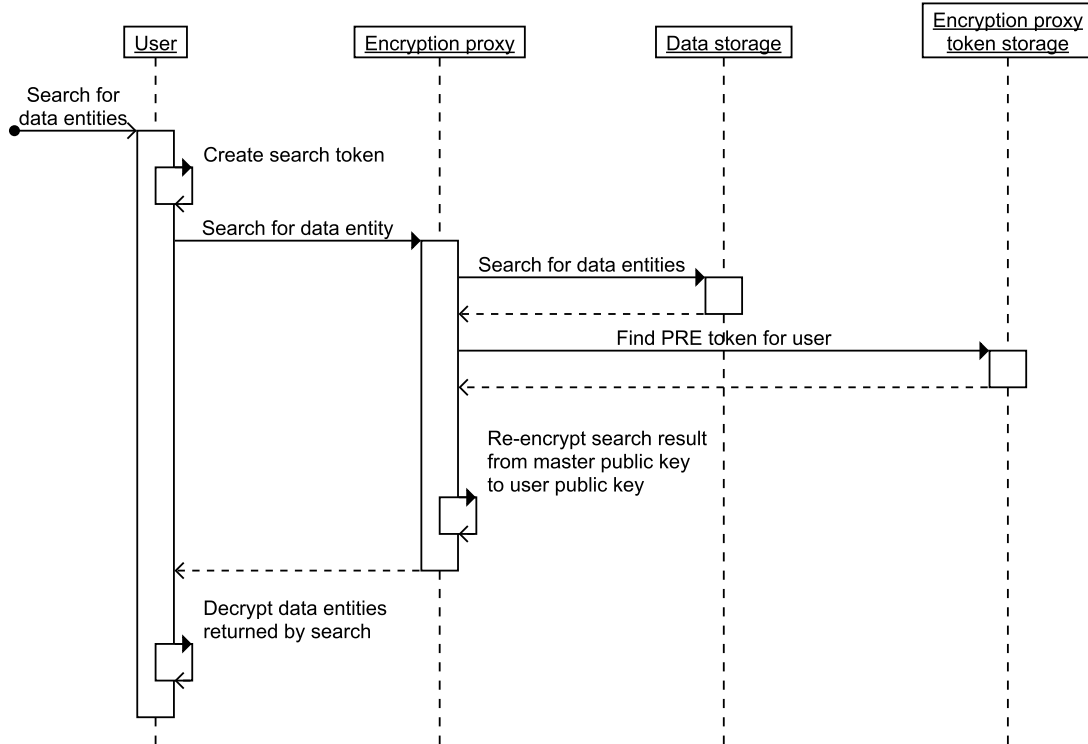 User
Encryption proxy
Data storage
Encryption proxy
token storage
Search for
data entities
Create search token
Search for data entity
Search for data entities
Find PRE token for user
Re-encrypt search result
from master public key
to user public key
Decrypt data entities
returned by search